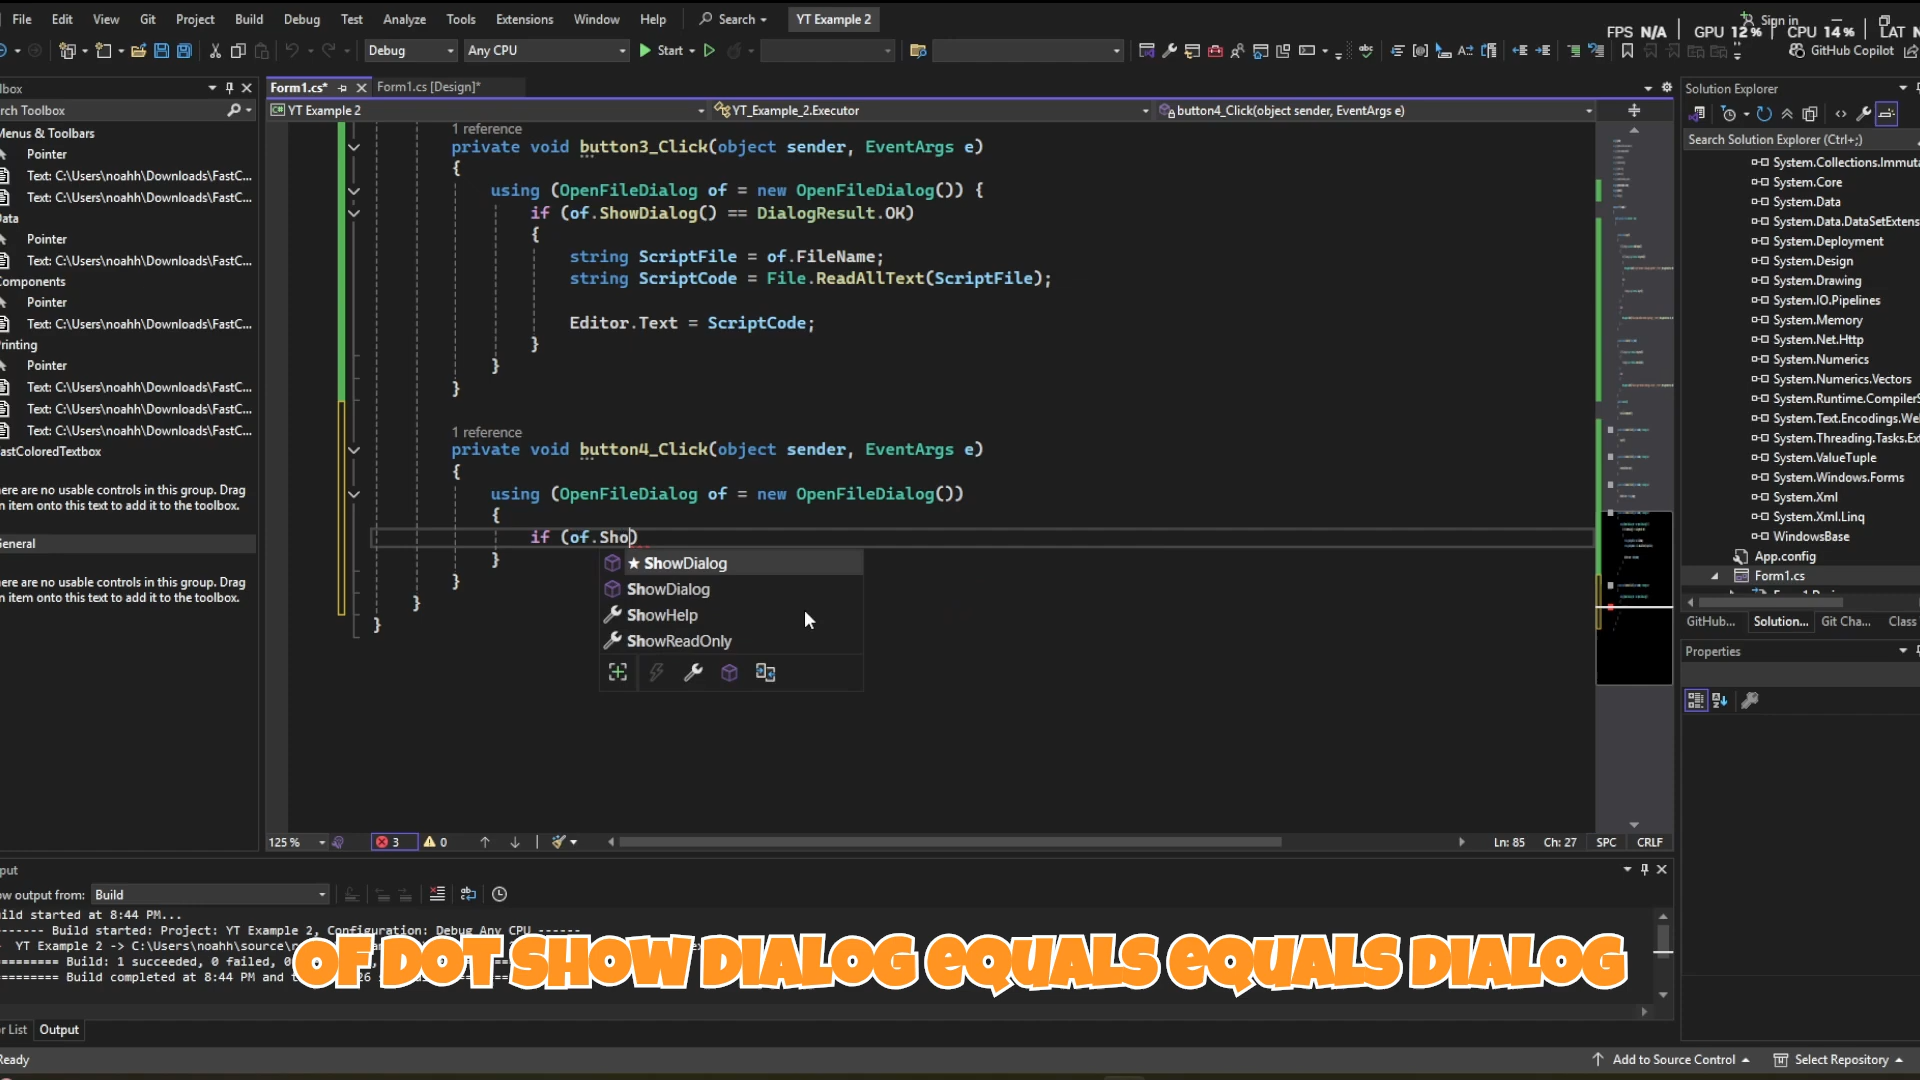 File Edit View Git Project Build Debug Test Analyze Tools Extensions Window Help Search YT Example 2 Sign in
FPS N/A GPU 12 % CPU 14 % LAT
Debug Any CPU Start GitHub Copilot
box
Form1.cs* Form1.cs [Design]*
Solution Explorer
rch Toolbox
YT Example 2 YT_Example_2.Executor button4_Click(object sender, EventArgs e)
Search Solution Explorer (Ctrl+;)
Menus & Toolbars
Pointer
Text: C:\Users\noahh\Downloads\FastC...
Text: C:\Users\noahh\Downloads\FastC...
Data
Pointer
Text: C:\Users\noahh\Downloads\FastC...
Components
Pointer
Text: C:\Users\noahh\Downloads\FastC...
Printing
Pointer
Text: C:\Users\noahh\Downloads\FastC...
Text: C:\Users\noahh\Downloads\FastC...
Text: C:\Users\noahh\Downloads\FastC...
astColoredTextbox
ere are no usable controls in this group. Drag
n item onto this text to add it to the toolbox.
General
ere are no usable controls in this group. Drag
n item onto this text to add it to the toolbox.
1 reference
private void button3_Click(object sender, EventArgs e)
{
using (OpenFileDialog of = new OpenFileDialog()) {
if (of.ShowDialog() == DialogResult.OK)
{
string ScriptFile = of.FileName;
string ScriptCode = File.ReadAllText(ScriptFile);
Editor.Text = ScriptCode;
}
}
}
1 reference
private void button4_Click(object sender, EventArgs e)
{
using (OpenFileDialog of = new OpenFileDialog())
{
if (of.Sho)
}
}
}
}
★ ShowDialog
ShowDialog
ShowHelp
ShowReadOnly
System.Collections.Immuta
System.Core
System.Data
System.Data.DataSetExtens
System.Deployment
System.Design
System.Drawing
System.IO.Pipelines
System.Memory
System.Net.Http
System.Numerics
System.Numerics.Vectors
System.Runtime.CompilerS
System.Text.Encodings.We
System.Threading.Tasks.Ex
System.ValueTuple
System.Windows.Forms
System.Xml
System.Xml.Linq
WindowsBase
App.config
Form1.cs
GitHub... Solution... Git Cha... Class
Properties
125 % 3 0 Ln: 85 Ch: 27 SPC CRLF
put
ow output from: Build
ild started at 8:44 PM...
------ Build started: Project: YT Example 2, Configuration: Debug Any CPU ------
YT Example 2 -> C:\Users\noahh\source\
========= Build: 1 succeeded, 0 failed,
========= Build completed at 8:44 PM and
OF DOT SHOW DIALOG EQUALS EQUALS DIALOG
or List Output
Ready Add to Source Control Select Repository